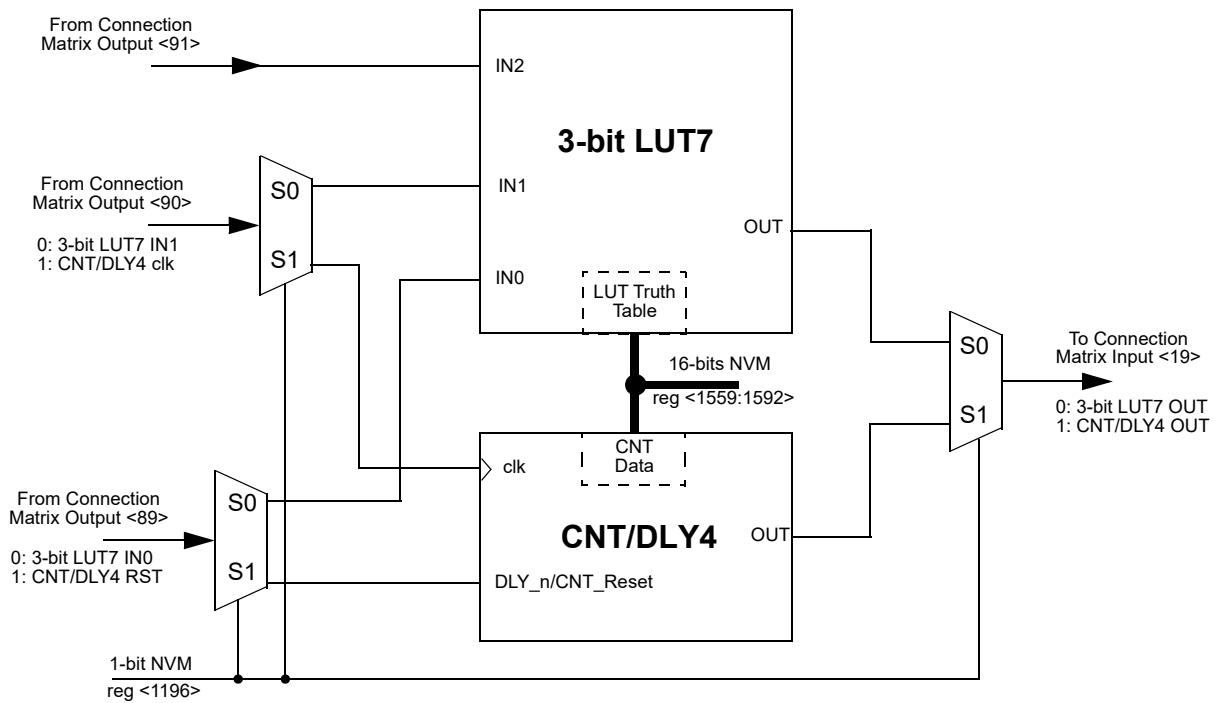 From Connection
Matrix Output <91>
IN2
3-bit LUT7
From Connection
Matrix Output <90>
0: 3-bit LUT7 IN1
1: CNT/DLY4 clk
S0
S1
IN1
IN0
OUT
LUT Truth
Table
16-bits NVM
reg <1559:1592>
S0
S1
To Connection
Matrix Input <19>
0: 3-bit LUT7 OUT
1: CNT/DLY4 OUT
CNT
Data
clk
CNT/DLY4
OUT
DLY_n/CNT_Reset
From Connection
Matrix Output <89>
0: 3-bit LUT7 IN0
1: CNT/DLY4 RST
S0
S1
1-bit NVM
reg <1196>